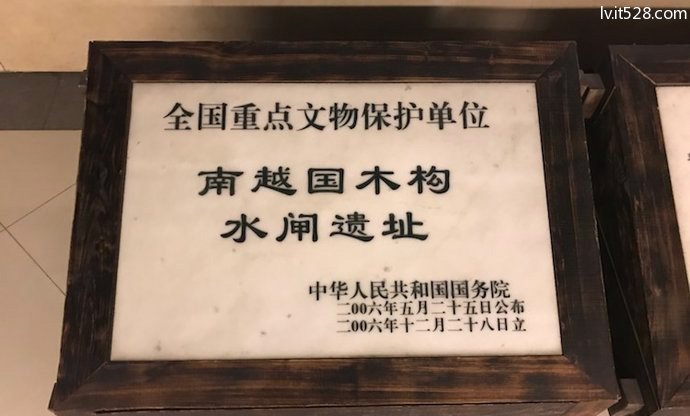 lv.it528.com
全国重点文物保护单位
南越国木构
水闸遗址
中华人民共和国国务院
二00六年五月二十五日公布
二00六年十二月二十八日立